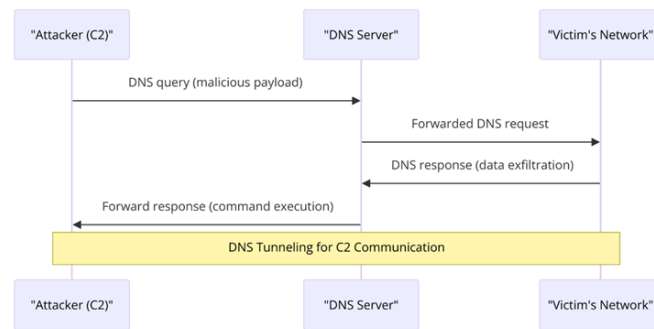 "Attacker (C2)"
"DNS Server"
"Victim's Network"
DNS query (malicious payload)
Forwarded DNS request
DNS response (data exfiltration)
Forward response (command execution)
DNS Tunneling for C2 Communication
"Attacker (C2)"
"DNS Server"
"Victim's Network"